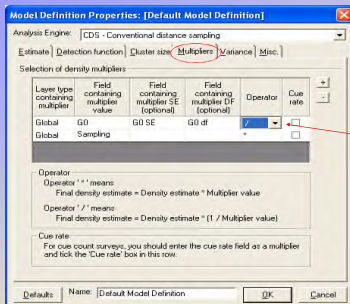 Model Definition Properties: [Default Model Definition]
Analysis Engine: CDS - Conventional distance sampling
Estimate Detection function Cluster size Multipliers Variance Misc.
Selection of density multipliers
Layer type containing multiplier Field containing multiplier value Field containing multiplier SE (optional) Field containing multiplier DF (optional) Operator Cue rate
+
-
Global G0 G0 SE G0 df /
Global Sampling *
Operator
Operator '*' means
Final density estimate = Density estimate * Multiplier value
Operator '/' means
Final density estimate = Density estimate * (1 / Multiplier value)
Cue rate
For cue count surveys, you should enter the cue rate field as a multiplier
and tick the 'Cue rate' box in this row.
Defaults Name: Default Model Definition OK Cancel